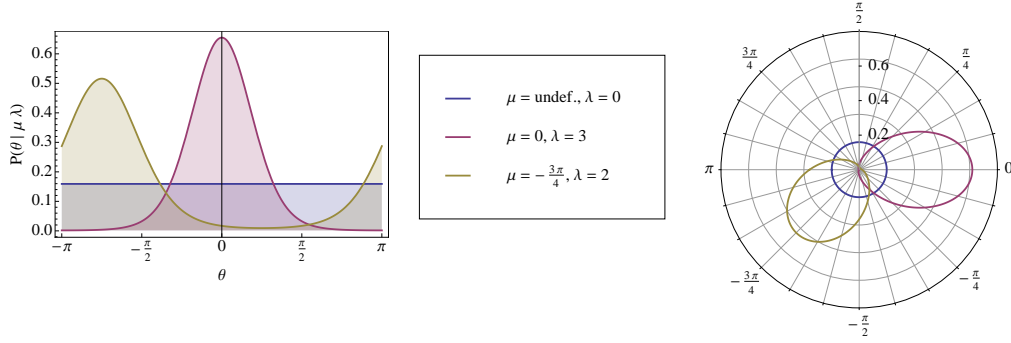 P(θ | μ λ)
0.6
0.5
0.4
0.3
0.2
0.1
0.0
−π
−π/2
0
π/2
π
θ
μ = undef., λ = 0
μ = 0, λ = 3
μ = −3π/4, λ = 2
π/2
3π/4
π/4
0.6
0.4
0.2
π
0
−3π/4
−π/4
−π/2